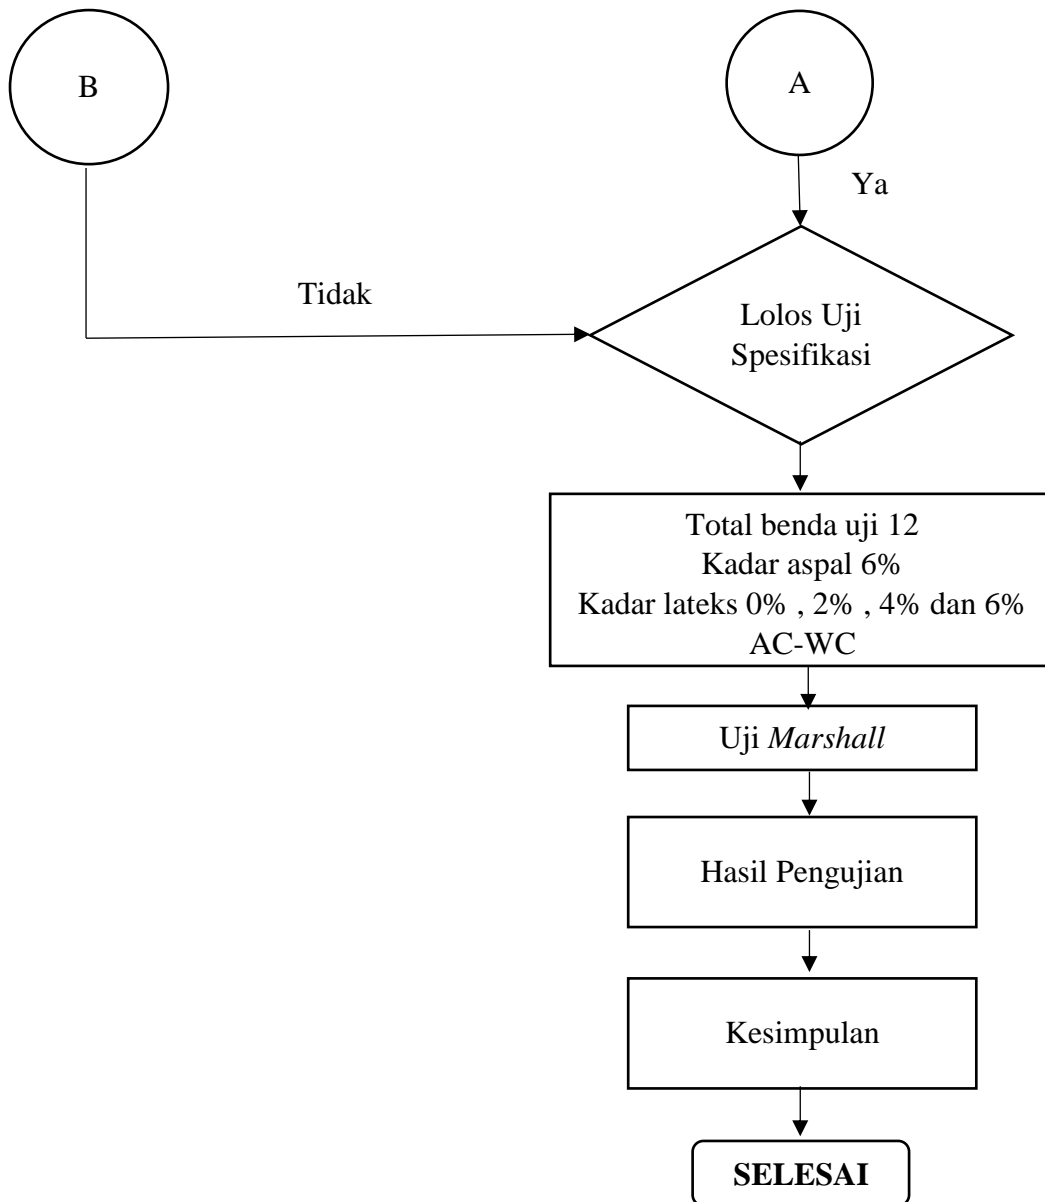 B
A
Ya
Tidak
Lolos Uji
Spesifikasi
Total benda uji 12
Kadar aspal 6%
Kadar lateks 0% , 2% , 4% dan 6%
AC-WC
Uji Marshall
Hasil Pengujian
Kesimpulan
SELESAI